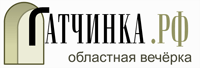 ГАТЧИНКА.РФ
областная вечёрка